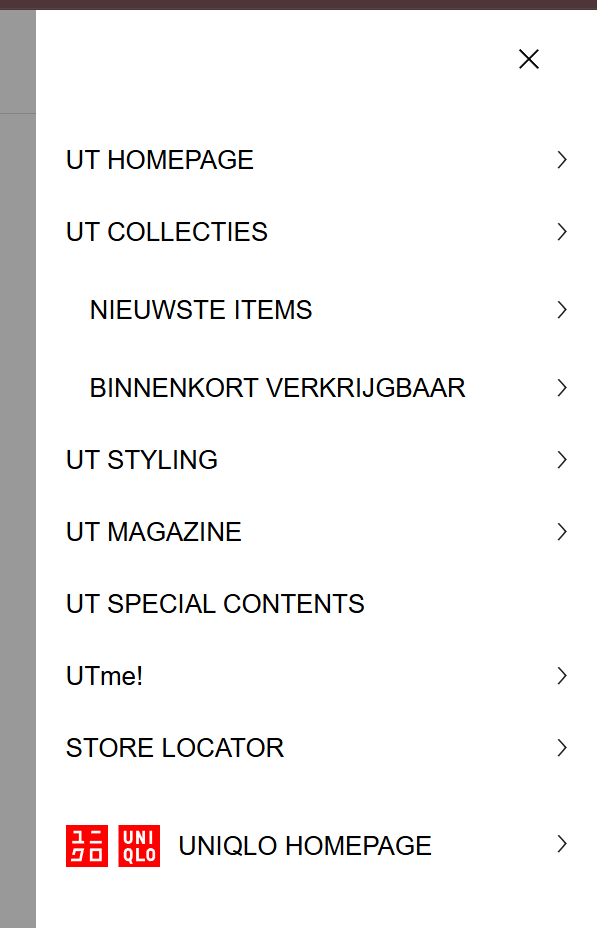 UT HOMEPAGE
UT COLLECTIES
NIEUWSTE ITEMS
BINNENKORT VERKRIJGBAAR
UT STYLING
UT MAGAZINE
UT SPECIAL CONTENTS
UTme!
STORE LOCATOR
ユニクロ UNIQLO UNIQLO HOMEPAGE